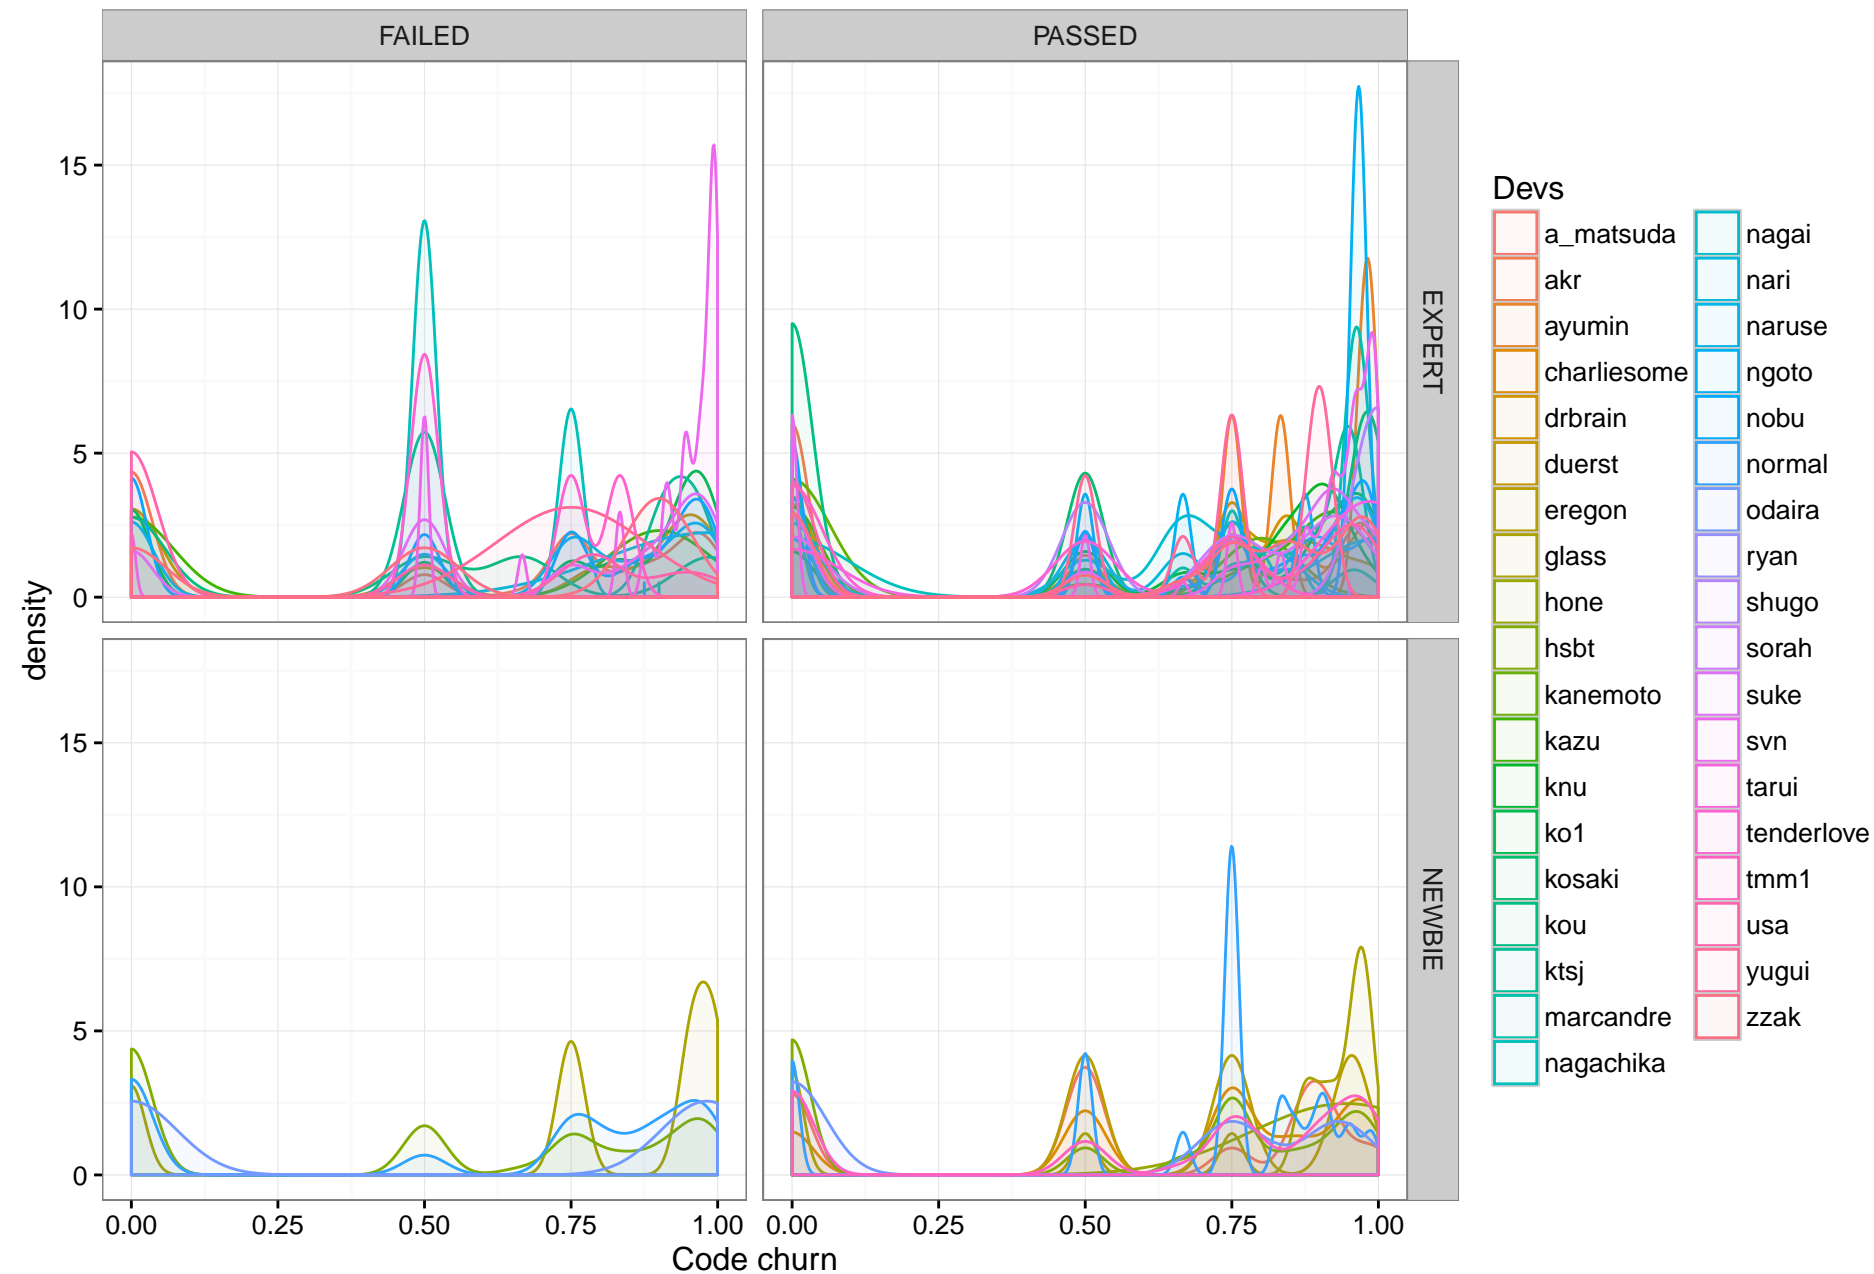 FAILED
PASSED
EXPERT
NEWBIE
density
15
10
5
0
15
10
5
0
0.00 0.25 0.50 0.75 1.00
0.00 0.25 0.50 0.75 1.00
Code churn
Devs
a_matsuda
akr
ayumin
charliesome
drbrain
duerst
eregon
glass
hone
hsbt
kanemoto
kazu
knu
ko1
kosaki
kou
ktsj
marcandre
nagachika
nagai
nari
naruse
ngoto
nobu
normal
odaira
ryan
shugo
sorah
suke
svn
tarui
tenderlove
tmm1
usa
yugui
zzak